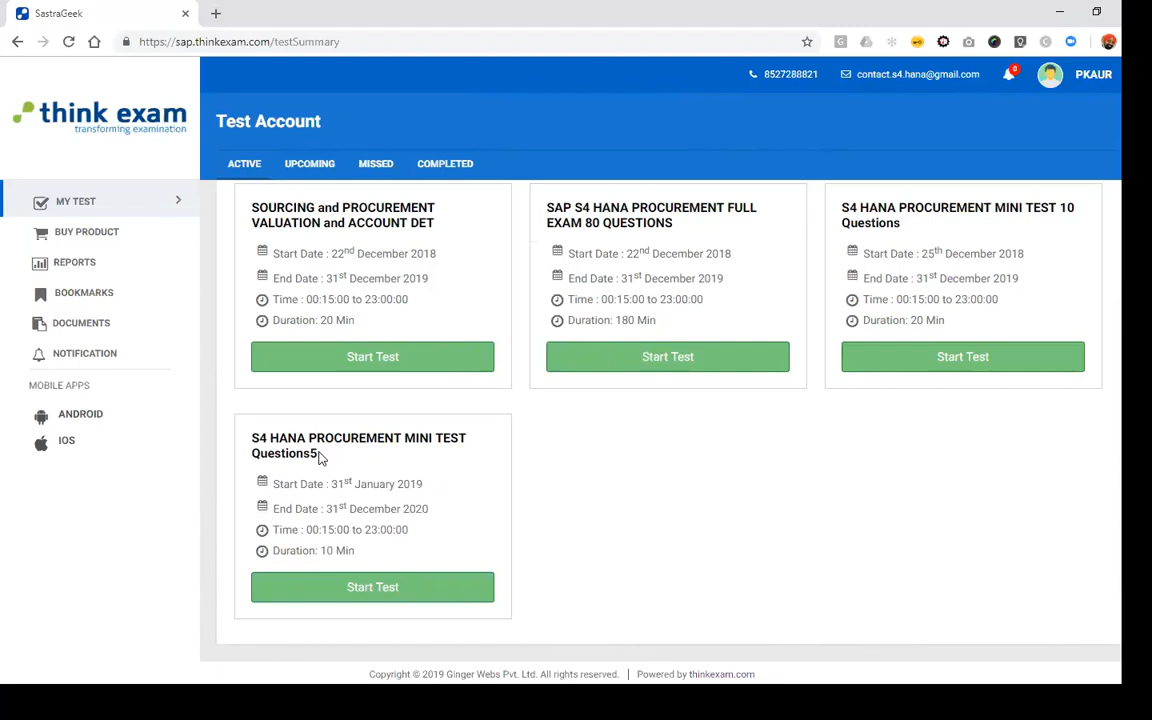 SastraGeek
https://sap.thinkexam.com/testSummary
8527288821
contact.s4.hana@gmail.com
0
PKAUR
think exam
transforming examination
Test Account
ACTIVE
UPCOMING
MISSED
COMPLETED
MY TEST
BUY PRODUCT
REPORTS
BOOKMARKS
DOCUMENTS
NOTIFICATION
MOBILE APPS
ANDROID
IOS
SOURCING and PROCUREMENT
VALUATION and ACCOUNT DET
Start Date : 22nd December 2018
End Date : 31st December 2019
Time : 00:15:00 to 23:00:00
Duration: 20 Min
Start Test
SAP S4 HANA PROCUREMENT FULL
EXAM 80 QUESTIONS
Start Date : 22nd December 2018
End Date : 31st December 2019
Time : 00:15:00 to 23:00:00
Duration: 180 Min
Start Test
S4 HANA PROCUREMENT MINI TEST 10
Questions
Start Date : 25th December 2018
End Date : 31st December 2019
Time : 00:15:00 to 23:00:00
Duration: 20 Min
Start Test
S4 HANA PROCUREMENT MINI TEST
Questions5
Start Date : 31st January 2019
End Date : 31st December 2020
Time : 00:15:00 to 23:00:00
Duration: 10 Min
Start Test
Copyright © 2019 Ginger Webs Pvt. Ltd. All rights reserved. | Powered by thinkexam.com